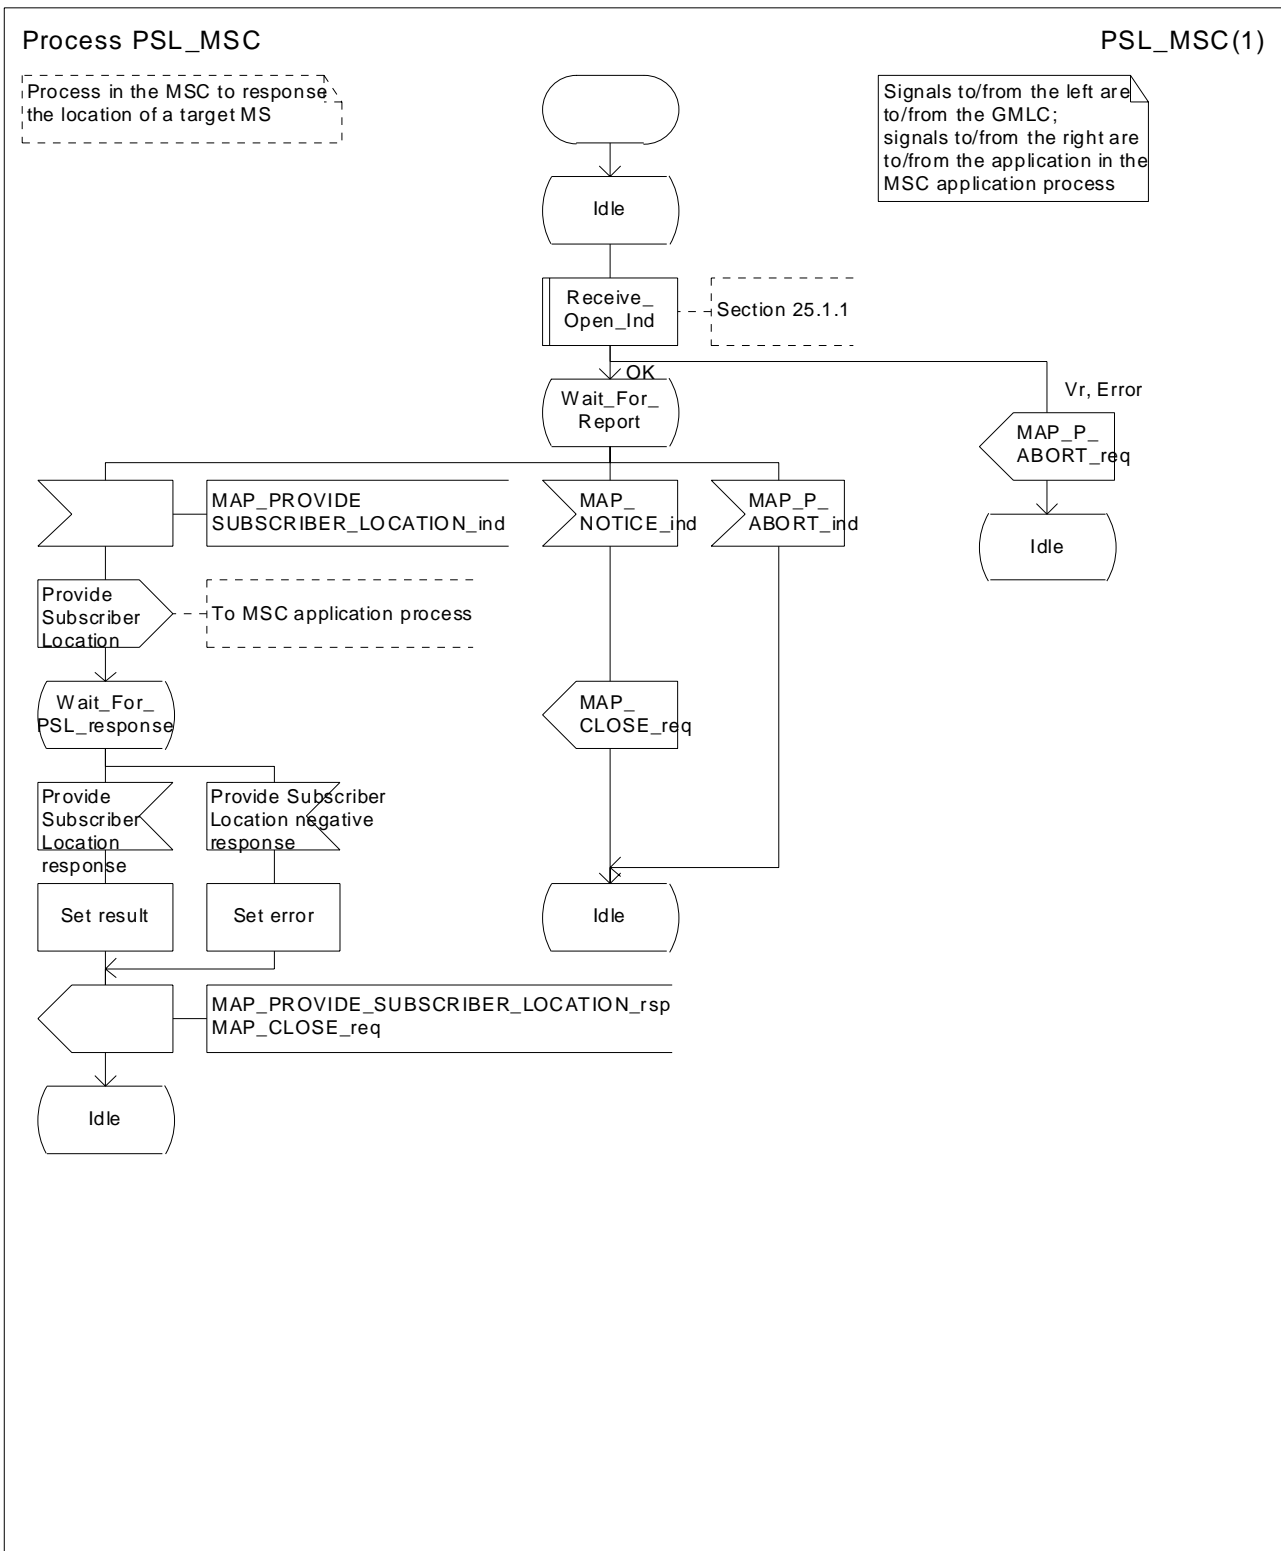 Process PSL_MSC
PSL_MSC(1)
Process in the MSC to response
the location of a target MS
Signals to/from the left are
to/from the GMLC;
signals to/from the right are
to/from the application in the
MSC application process
Idle
Receive_
Open_Ind
Section 25.1.1
OK
Vr, Error
Wait_For_
Report
MAP_P_
ABORT_req
Idle
MAP_PROVIDE
SUBSCRIBER_LOCATION_ind
MAP_
NOTICE_ind
MAP_P_
ABORT_ind
Provide
Subscriber
Location
To MSC application process
Wait_For_
PSL_response
MAP_
CLOSE_req
Provide
Subscriber
Location
response
Provide Subscriber
Location negative
response
Set result
Set error
Idle
MAP_PROVIDE_SUBSCRIBER_LOCATION_rsp
MAP_CLOSE_req
Idle